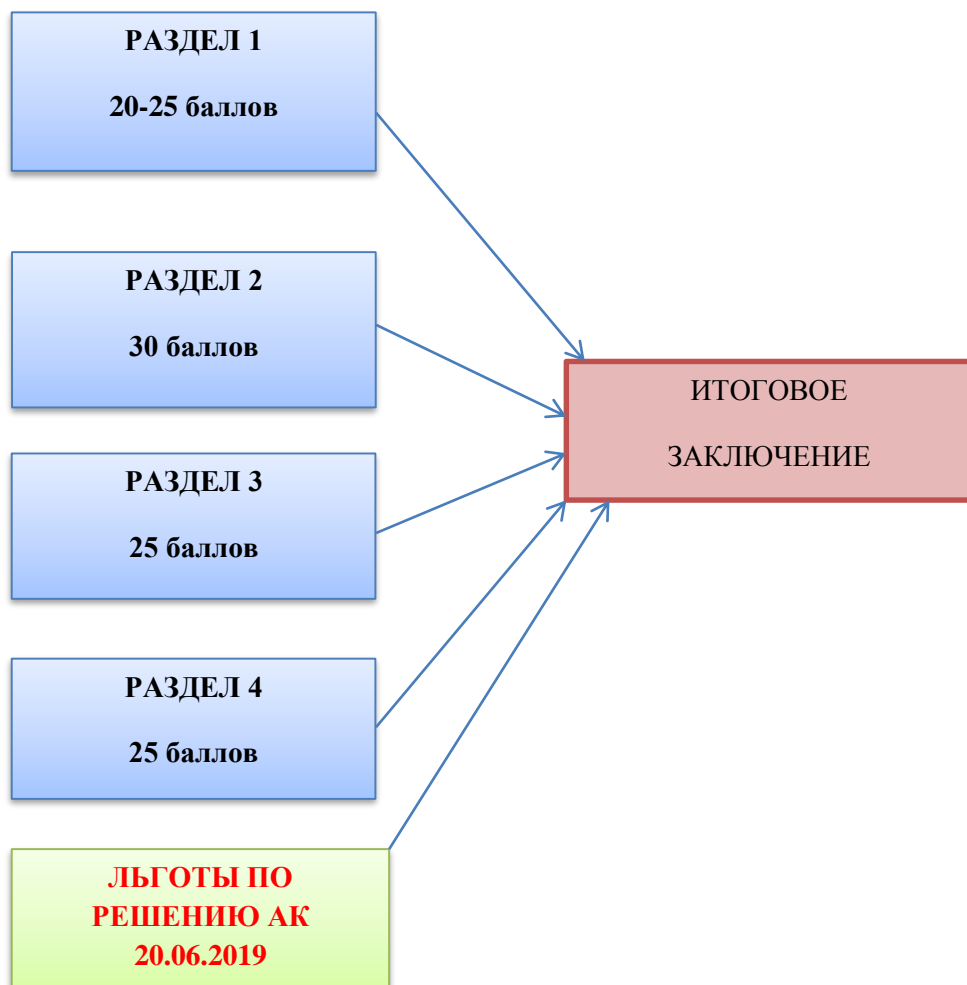 РАЗДЕЛ 1
20-25 баллов
РАЗДЕЛ 2
30 баллов
ИТОГОВОЕ
ЗАКЛЮЧЕНИЕ
РАЗДЕЛ 3
25 баллов
РАЗДЕЛ 4
25 баллов
ЛЬГОТЫ ПО
РЕШЕНИЮ АК
20.06.2019